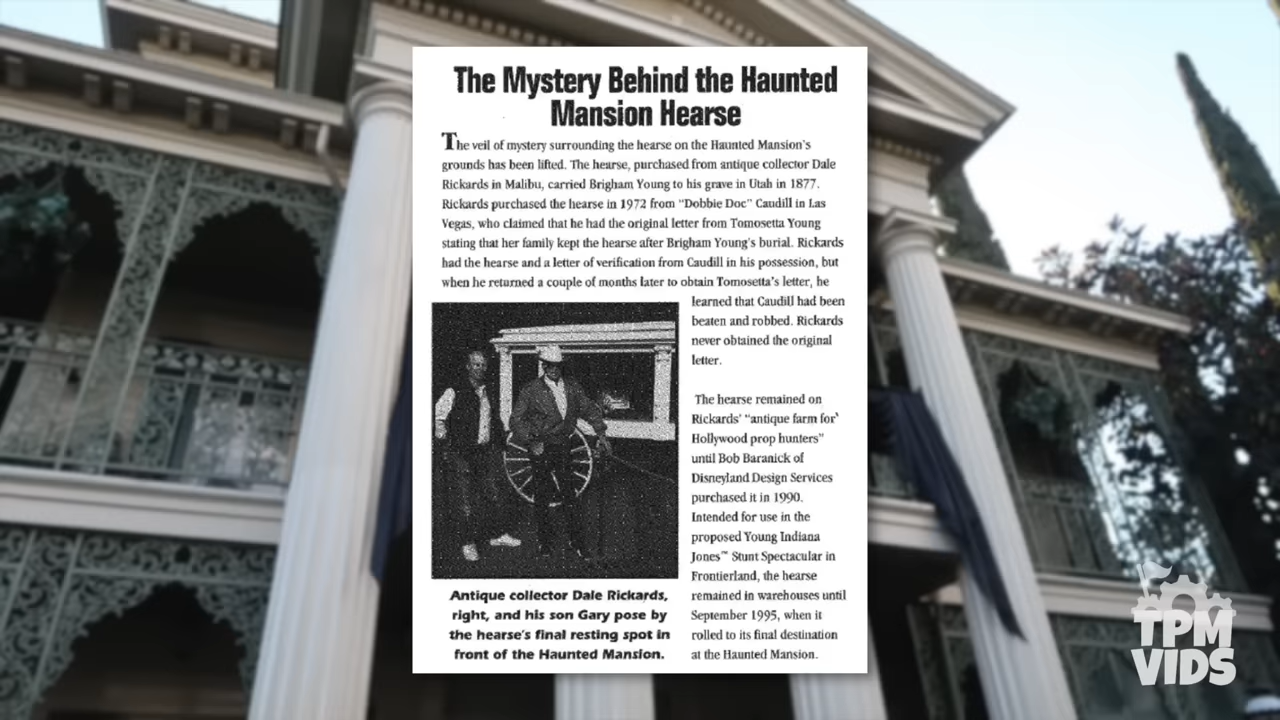 The Mystery Behind the Haunted
Mansion Hearse
The veil of mystery surrounding the hearse on the Haunted Mansion's
grounds has been lifted. The hearse, purchased from antique collector Dale
Rickards in Malibu, carried Brigham Young to his grave in Utah in 1877.
Rickards purchased the hearse in 1972 from "Dobbie Doc" Caudill in Las
Vegas, who claimed that he had the original letter from Tomosetta Young
stating that her family kept the hearse after Brigham Young's burial. Rickards
had the hearse and a letter of verification from Caudill in his possession, but
when he returned a couple of months later to obtain Tomosetta's letter, he
learned that Caudill had been
beaten and robbed. Rickards
never obtained the original
letter.
The hearse remained on
Rickards' "antique farm for
Hollywood prop hunters"
until Bob Baranick of
Disneyland Design Services
purchased it in 1990.
Intended for use in the
proposed Young Indiana
Jones™ Stunt Spectacular in
Frontierland, the hearse
remained in warehouses until
September 1995, when it
rolled to its final destination
at the Haunted Mansion.
Antique collector Dale Rickards,
right, and his son Gary pose by
the hearse's final resting spot in
front of the Haunted Mansion.
TPM
VIDS